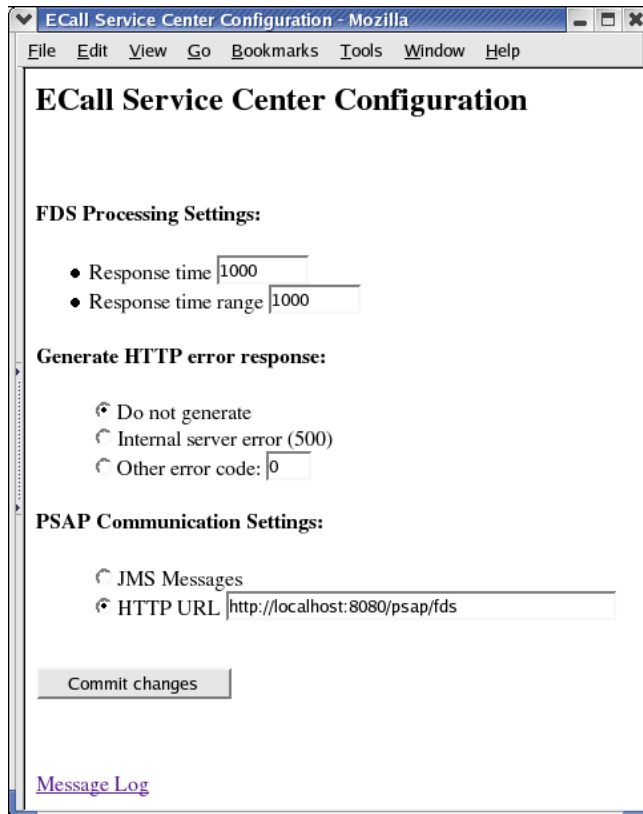 ECall Service Center Configuration - Mozilla
File Edit View Go Bookmarks Tools Window Help
ECall Service Center Configuration
FDS Processing Settings:
Response time 1000
Response time range 1000
Generate HTTP error response:
Do not generate
Internal server error (500)
Other error code: 0
PSAP Communication Settings:
JMS Messages
HTTP URL http://localhost:8080/psap/fds
Commit changes
Message Log